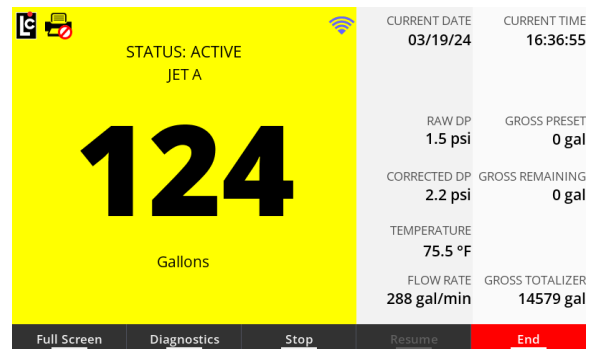 LC
STATUS: ACTIVE
JET A
124
Gallons
CURRENT DATE
03/19/24
CURRENT TIME
16:36:55
RAW DP
1.5 psi
GROSS PRESET
0 gal
CORRECTED DP
2.2 psi
GROSS REMAINING
0 gal
TEMPERATURE
75.5 °F
FLOW RATE
288 gal/min
GROSS TOTALIZER
14579 gal
Full Screen
Diagnostics
Stop
Resume
End